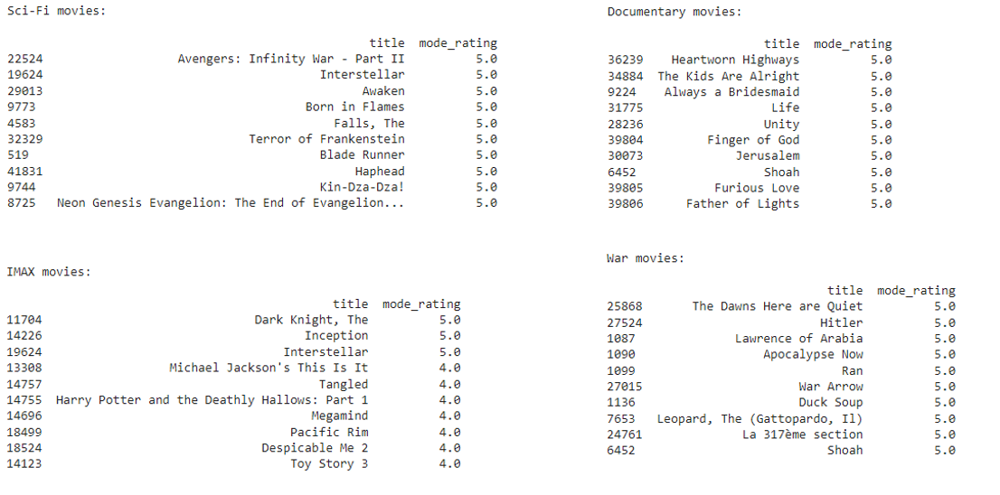 Sci-Fi movies:
title mode_rating
22524 Avengers: Infinity War - Part II 5.0
19624 Interstellar 5.0
29013 Awaken 5.0
9773 Born in Flames 5.0
4583 Falls, The 5.0
32329 Terror of Frankenstein 5.0
519 Blade Runner 5.0
41831 Haphead 5.0
9744 Kin-Dza-Dza! 5.0
8725 Neon Genesis Evangelion: The End of Evangelion... 5.0
Documentary movies:
title mode_rating
36239 Heartworn Highways 5.0
34884 The Kids Are Alright 5.0
9224 Always a Bridesmaid 5.0
31775 Life 5.0
28236 Unity 5.0
39804 Finger of God 5.0
30073 Jerusalem 5.0
6452 Shoah 5.0
39805 Furious Love 5.0
39806 Father of Lights 5.0
IMAX movies:
title mode_rating
11704 Dark Knight, The 5.0
14226 Inception 5.0
19624 Interstellar 5.0
13308 Michael Jackson's This Is It 4.0
14757 Tangled 4.0
14755 Harry Potter and the Deathly Hallows: Part 1 4.0
14696 Megamind 4.0
18499 Pacific Rim 4.0
18524 Despicable Me 2 4.0
14123 Toy Story 3 4.0
War movies:
title mode_rating
25868 The Dawns Here are Quiet 5.0
27524 Hitler 5.0
1087 Lawrence of Arabia 5.0
1090 Apocalypse Now 5.0
1099 Ran 5.0
27015 War Arrow 5.0
1136 Duck Soup 5.0
7653 Leopard, The (Gattopardo, Il) 5.0
24761 La 317ème section 5.0
6452 Shoah 5.0